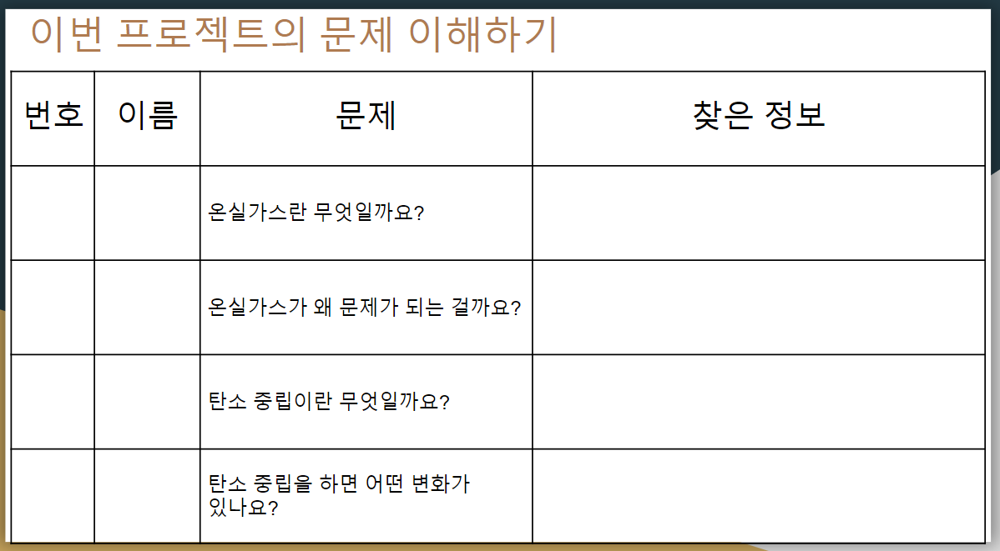 이번 프로젝트의 문제 이해하기
번호 이름 문제 찾은 정보
온실가스란 무엇일까요?
온실가스가 왜 문제가 되는 걸까요?
탄소 중립이란 무엇일까요?
탄소 중립을 하면 어떤 변화가
있나요?